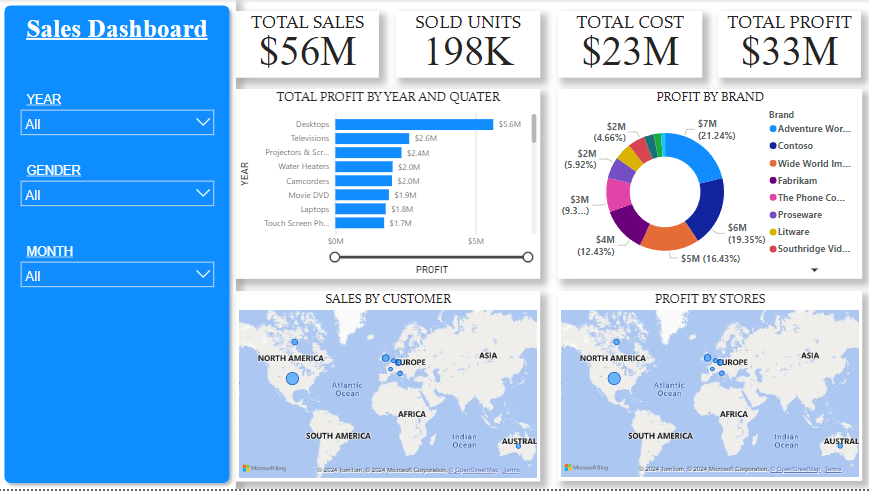 Sales Dashboard
YEAR
All
GENDER
All
MONTH
All
TOTAL SALES
$56M
SOLD UNITS
198K
TOTAL COST
$23M
TOTAL PROFIT
$33M
TOTAL PROFIT BY YEAR AND QUATER
YEAR
Desktops $5.6M
Televisions $2.6M
Projectors & Scr... $2.4M
Water Heaters $2.0M
Camcorders $2.0M
Movie DVD $1.9M
Laptops $1.8M
Touch Screen Ph... $1.7M
$0M $5M
PROFIT
PROFIT BY BRAND
$7M
(21.24%)
$6M
(19.35%)
$5M (16.43%)
$4M
(12.43%)
$3M
(9.3...)
$2M
(5.92%)
$2M
(4.66%)
Brand
Adventure Wor...
Contoso
Wide World Im...
Fabrikam
The Phone Co...
Proseware
Litware
Southridge Vid...
SALES BY CUSTOMER
NORTH AMERICA
EUROPE
ASIA
Atlantic
Ocean
AFRICA
SOUTH AMERICA
Indian
Ocean
AUSTRAL
Microsoft Bing
© 2024 TomTom, © 2024 Microsoft Corporation, © OpenStreetMap Terms
PROFIT BY STORES
NORTH AMERICA
EUROPE
ASIA
Atlantic
Ocean
AFRICA
SOUTH AMERICA
Indian
Ocean
AUSTRAL
Microsoft Bing
© 2024 TomTom, © 2024 Microsoft Corporation, © OpenStreetMap Terms